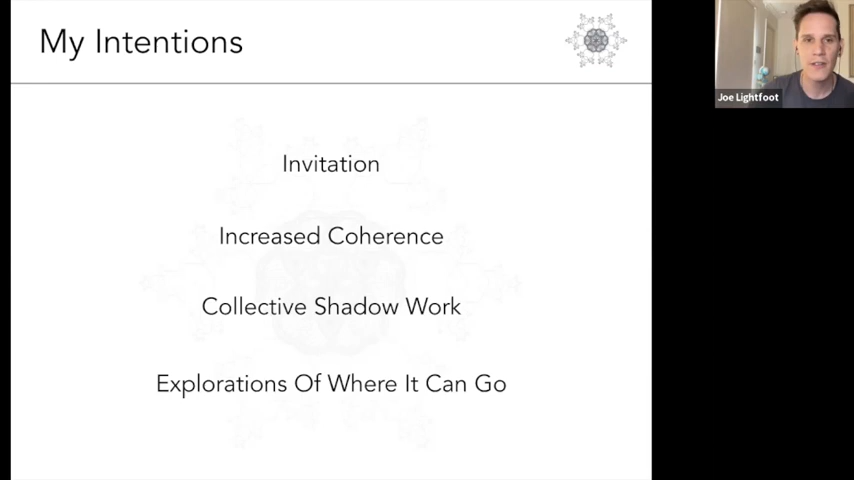 My Intentions
Joe Lightfoot
Invitation
Increased Coherence
Collective Shadow Work
Explorations Of Where It Can Go